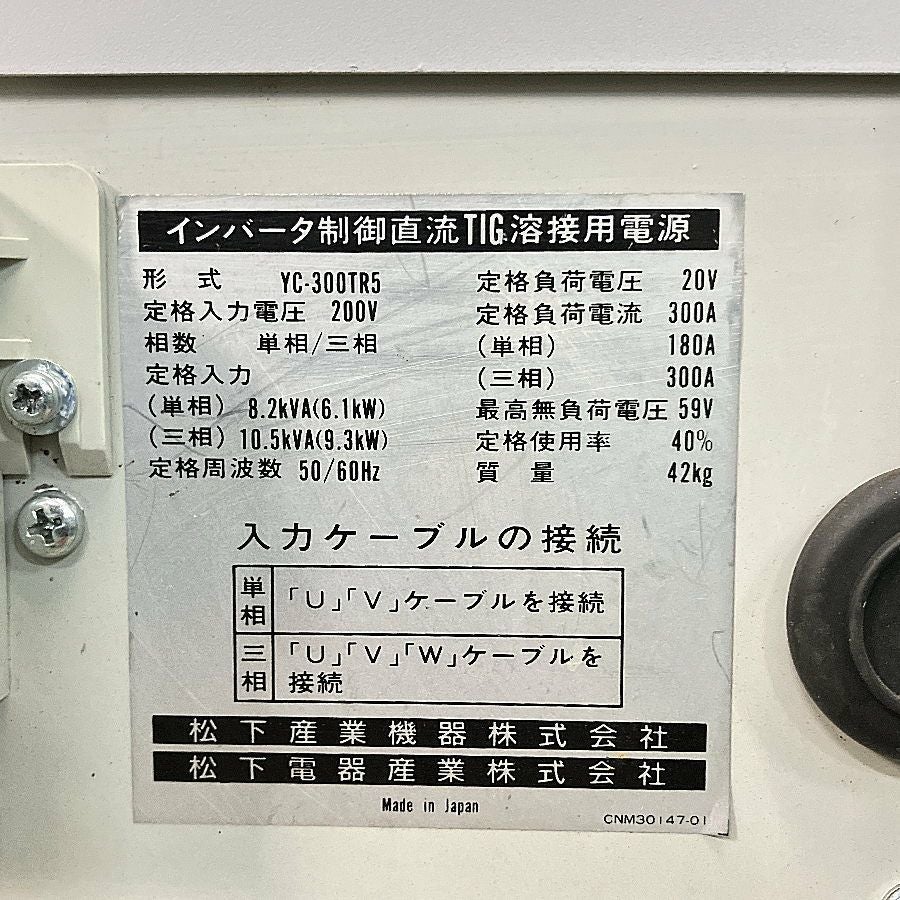 インバータ制御直流TIG溶接用電源
形式 YC-300TR5
定格入力電圧 200V
相数 単相/三相
定格入力
(単相) 8.2kVA(6.1kW)
(三相) 10.5kVA(9.3kW)
定格周波数 50/60Hz
定格負荷電圧 20V
定格負荷電流 300A
(単相) 180A
(三相) 300A
最高無負荷電圧 59V
定格使用率 40%
質量 42kg
入力ケーブルの接続
単相 「U」「V」ケーブルを接続
三相 「U」「V」「W」ケーブルを
接続
松下産業機器株式会社
松下電器産業株式会社
Made in Japan
CNM30147-01